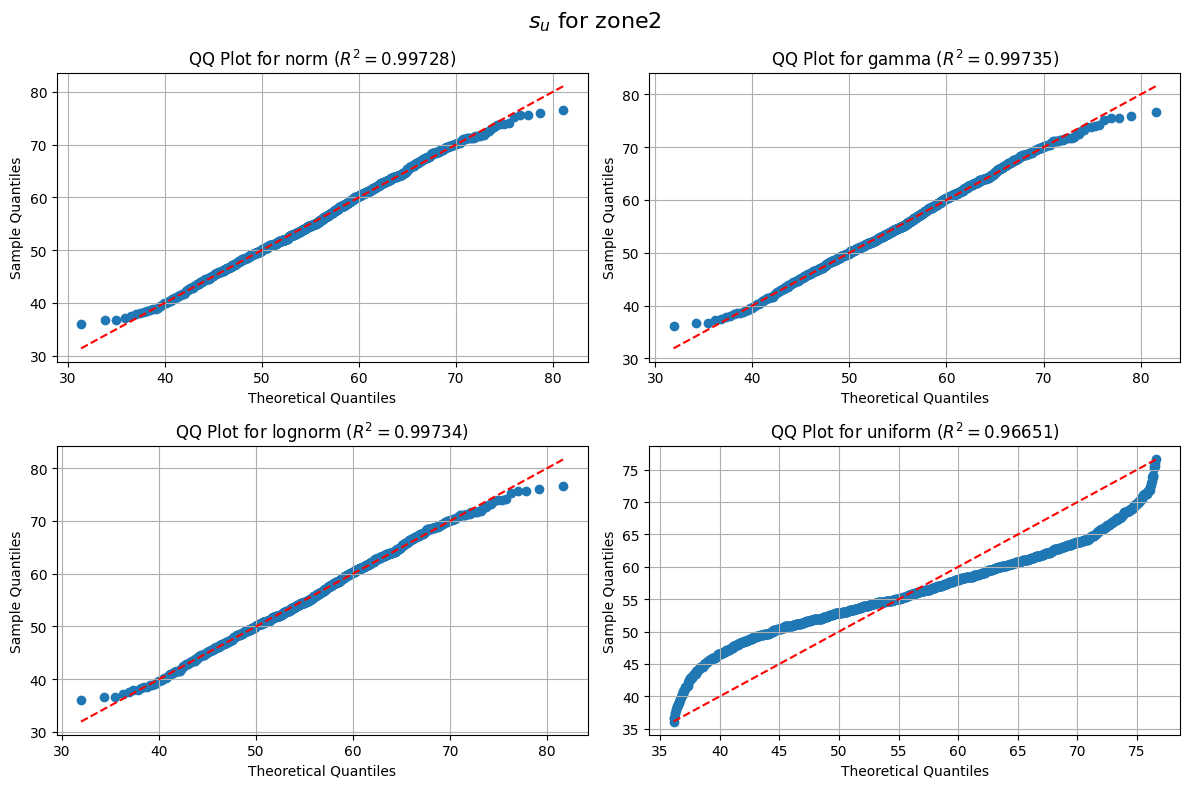 s_u for zone2
QQ Plot for norm (R² = 0.99728)
80
70
60
50
40
30
Sample Quantiles
30 40 50 60 70 80
Theoretical Quantiles
QQ Plot for gamma (R² = 0.99735)
80
70
60
50
40
30
Sample Quantiles
30 40 50 60 70 80
Theoretical Quantiles
QQ Plot for lognorm (R² = 0.99734)
80
70
60
50
40
30
Sample Quantiles
30 40 50 60 70 80
Theoretical Quantiles
QQ Plot for uniform (R² = 0.96651)
75
70
65
60
55
50
45
40
35
Sample Quantiles
35 40 45 50 55 60 65 70 75
Theoretical Quantiles